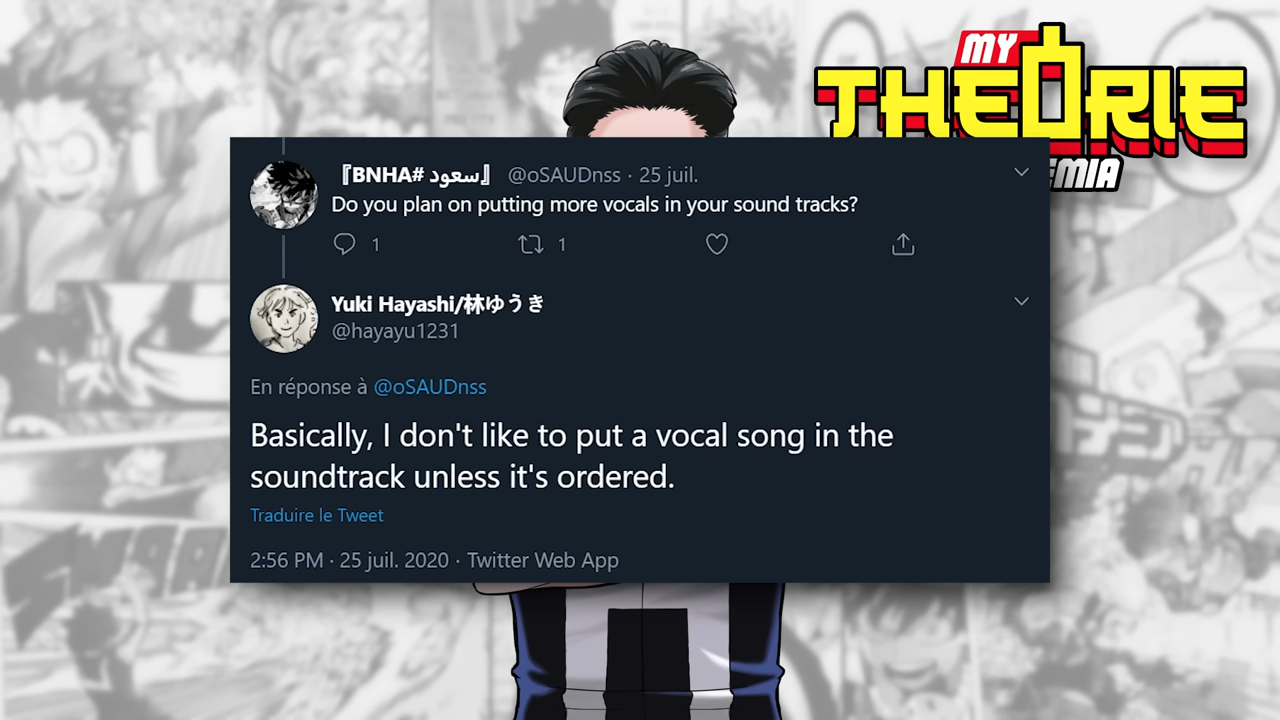 MY
THEORIE
EMIA
『BNHA# سعود』 @oSAUDnss · 25 juil.
Do you plan on putting more vocals in your sound tracks?
1 1
Yuki Hayashi/林ゆうき
@hayayu1231
En réponse à @oSAUDnss
Basically, I don't like to put a vocal song in the
soundtrack unless it's ordered.
Traduire le Tweet
2:56 PM · 25 juil. 2020 · Twitter Web App